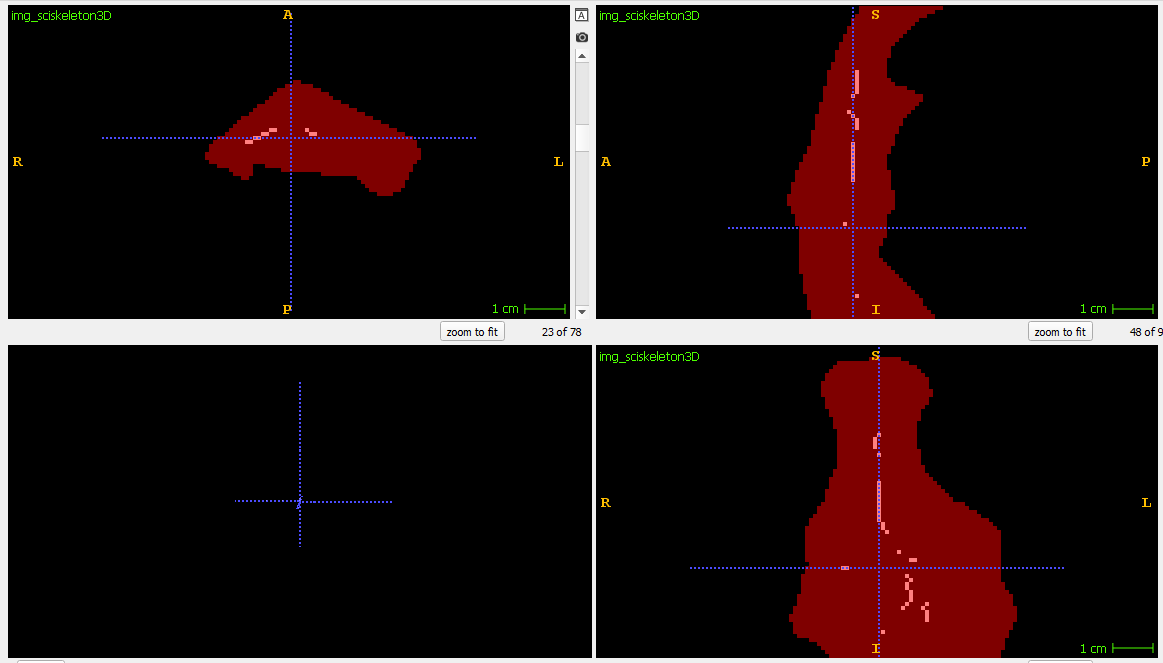 img_sciskeleton3D
A
R
L
P
1 cm
zoom to fit
23 of 78
A
img_sciskeleton3D
S
A
P
I
1 cm
zoom to fit
48 of 9
img_sciskeleton3D
S
R
L
I
1 cm